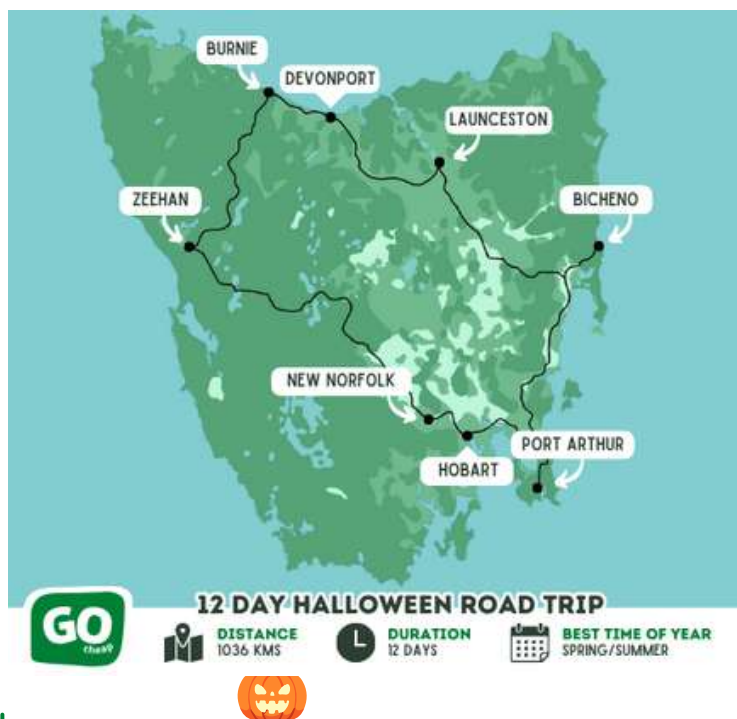 BURNIE
DEVONPORT
LAUNCESTON
ZEEHAN
BICHENO
NEW NORFOLK
PORT ARTHUR
HOBART
12 DAY HALLOWEEN ROAD TRIP
GO
cheap
DISTANCE
1036 KMS
DURATION
12 DAYS
BEST TIME OF YEAR
SPRING/SUMMER